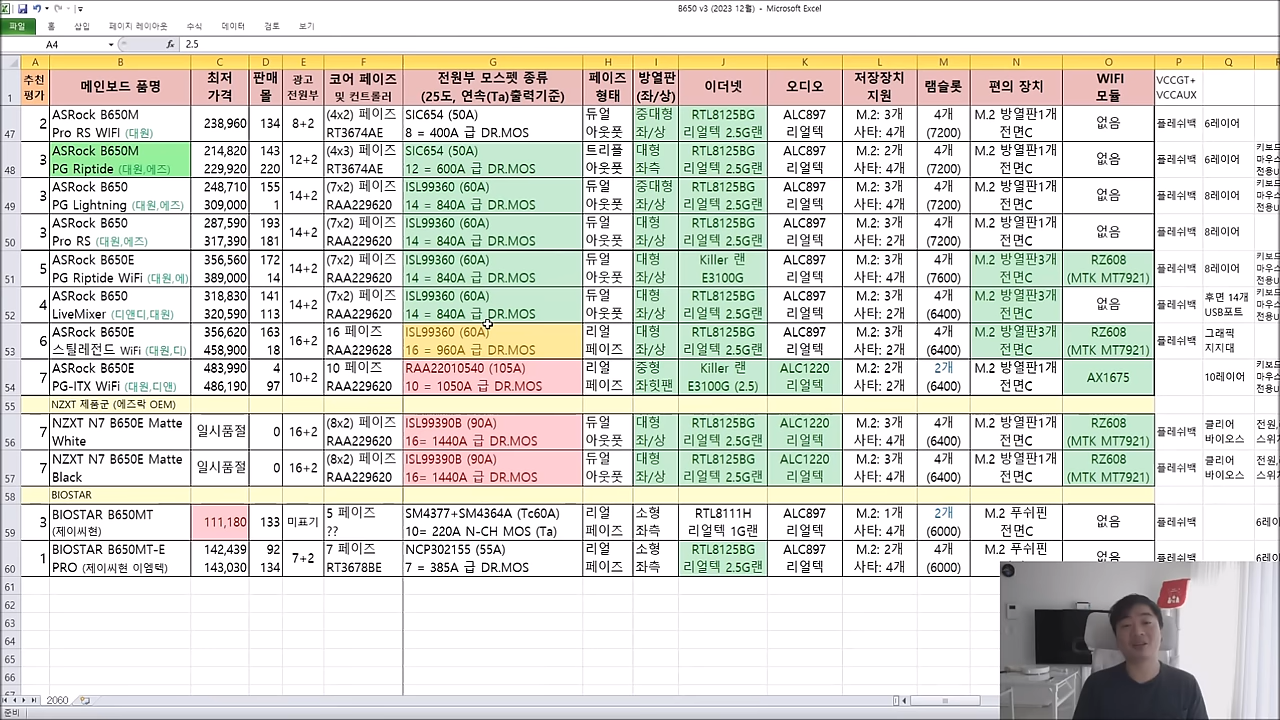 B650 v3 (2023 12월) - Microsoft Excel
파일 홈 삽입 페이지 레이아웃 수식 데이터 검토 보기
A4 fx 2.5
A B C D E F G H I J K L M N O P Q
1 추천 평가 메인보드 품명 최저 가격 판매 몰 광고 전원부 코어 페이즈 및 컨트롤러 전원부 모스펫 종류 (25도, 연속(Ta)출력기준) 페이즈 형태 방열판 (좌/상) 이더넷 오디오 저장장치 지원 램슬롯 편의 장치 WIFI 모듈 VCCGT+ VCCAUX
47 2 ASRock B650M Pro RS WIFI (대원) 238,960 134 8+2 (4x2) 페이즈 RT3674AE SIC654 (50A) 8 = 400A 급 DR.MOS 듀얼 아웃풋 중대형 좌/상 RTL8125BG 리얼텍 2.5G랜 ALC897 리얼텍 M.2: 3개 사타: 4개 4개 (7200) M.2 방열판1개 전면C 없음 플래쉬백 6레이어
48 3 ASRock B650M PG Riptide (대원,에즈) 214,820 229,920 143 220 12+2 (4x3) 페이즈 RT3674AE SIC654 (50A) 12 = 600A 급 DR.MOS 트리플 아웃풋 대형 좌측 RTL8125BG 리얼텍 2.5G랜 ALC897 리얼텍 M.2: 3개 사타: 4개 4개 (7200) M.2 방열판1개 전면C 없음 플래쉬백 6레이어
49 3 ASRock B650 PG Lightning (대원,에즈) 248,710 309,000 155 1 14+2 (7x2) 페이즈 RAA229620 ISL99360 (60A) 14 = 840A 급 DR.MOS 듀얼 아웃풋 중대형 좌/상 RTL8125BG 리얼텍 2.5G랜 ALC897 리얼텍 M.2: 3개 사타: 4개 4개 (7200) M.2 방열판1개 전면C 없음 플래쉬백 8레이어
50 3 ASRock B650 Pro RS (대원,에즈) 287,590 317,390 193 181 14+2 (7x2) 페이즈 RAA229620 ISL99360 (60A) 14 = 840A 급 DR.MOS 듀얼 아웃풋 대형 좌/상 RTL8125BG 리얼텍 2.5G랜 ALC897 리얼텍 M.2: 3개 사타: 2개 4개 (7200) M.2 방열판1개 전면C 없음 플래쉬백 8레이어
51 5 ASRock B650E PG Riptide WiFi (대원,에) 356,560 389,000 172 14 14+2 (7x2) 페이즈 RAA229620 ISL99360 (60A) 14 = 840A 급 DR.MOS 듀얼 아웃풋 대형 좌/상 Killer 랜 E3100G ALC897 리얼텍 M.2: 3개 사타: 4개 4개 (7600) M.2 방열판3개 전면C RZ608 (MTK MT7921) 플래쉬백 8레이어
52 4 ASRock B650 LiveMixer (디앤디,대원) 318,830 320,590 141 113 14+2 (7x2) 페이즈 RAA229620 ISL99360 (60A) 14 = 840A 급 DR.MOS 듀얼 아웃풋 대형 좌/상 RTL8125BG 리얼텍 2.5G랜 ALC897 리얼텍 M.2: 3개 사타: 2개 4개 (6400) M.2 방열판3개 전면C 없음 플래쉬백 후면 14개 USB포트
53 6 ASRock B650E 스틸레전드 WiFi (대원,디) 356,620 458,900 163 18 16+2 16 페이즈 RAA229628 ISL99360 (60A) 16 = 960A 급 DR.MOS 리얼 페이즈 대형 좌/상 RTL8125BG 리얼텍 2.5G랜 ALC897 리얼텍 M.2: 3개 사타: 2개 4개 (6400) M.2 방열판3개 전면C RZ608 (MTK MT7921) 플래쉬백 그래픽 지지대
54 7 ASRock B650E PG-ITX WiFi (대원,디앤) 483,990 486,190 4 97 10+2 10 페이즈 RAA229620 RAA22010540 (105A) 10 = 1050A 급 DR.MOS 리얼 페이즈 중형 좌힛팬 Killer 랜 E3100G (2.5) ALC1220 리얼텍 M.2: 2개 사타: 2개 2개 (6400) M.2 방열판1개 전면C AX1675 10레이어
55 NZXT 제품군 (에즈락 OEM)
56 7 NZXT N7 B650E Matte White 일시품절 0 16+2 (8x2) 페이즈 RAA229620 ISL99390B (90A) 16= 1440A 급 DR.MOS 듀얼 아웃풋 대형 좌/상 RTL8125BG 리얼텍 2.5G랜 ALC1220 리얼텍 M.2: 3개 사타: 4개 4개 (6400) M.2 방열판1개 전면C RZ608 (MTK MT7921) 플래쉬백 클리어 바이오스
57 7 NZXT N7 B650E Matte Black 일시품절 0 16+2 (8x2) 페이즈 RAA229620 ISL99390B (90A) 16= 1440A 급 DR.MOS 듀얼 아웃풋 대형 좌/상 RTL8125BG 리얼텍 2.5G랜 ALC1220 리얼텍 M.2: 3개 사타: 4개 4개 (6400) M.2 방열판1개 전면C RZ608 (MTK MT7921) 플래쉬백 클리어 바이오스
58 BIOSTAR
59 3 BIOSTAR B650MT (제이씨현) 111,180 133 미표기 5 페이즈 ?? SM4377+SM4364A (Tc60A) 10= 220A N-CH MOS (Ta) 리얼 페이즈 소형 좌측 RTL8111H 리얼텍 1G랜 ALC897 리얼텍 M.2: 1개 사타: 4개 2개 (6000) M.2 푸쉬핀 전면C 없음 플래쉬백
60 1 BIOSTAR B650MT-E PRO (제이씨현 이엠텍) 142,439 143,030 92 134 7+2 7 페이즈 RT3678BE NCP302155 (55A) 7 = 385A 급 DR.MOS 리얼 페이즈 소형 좌측 RTL8125BG 리얼텍 2.5G랜 ALC897 리얼텍 M.2: 2개 사타: 4개 4개 (6000) M.2 푸쉬핀 없음 플래쉬백
61
62
63
64
65
66
2060
준비